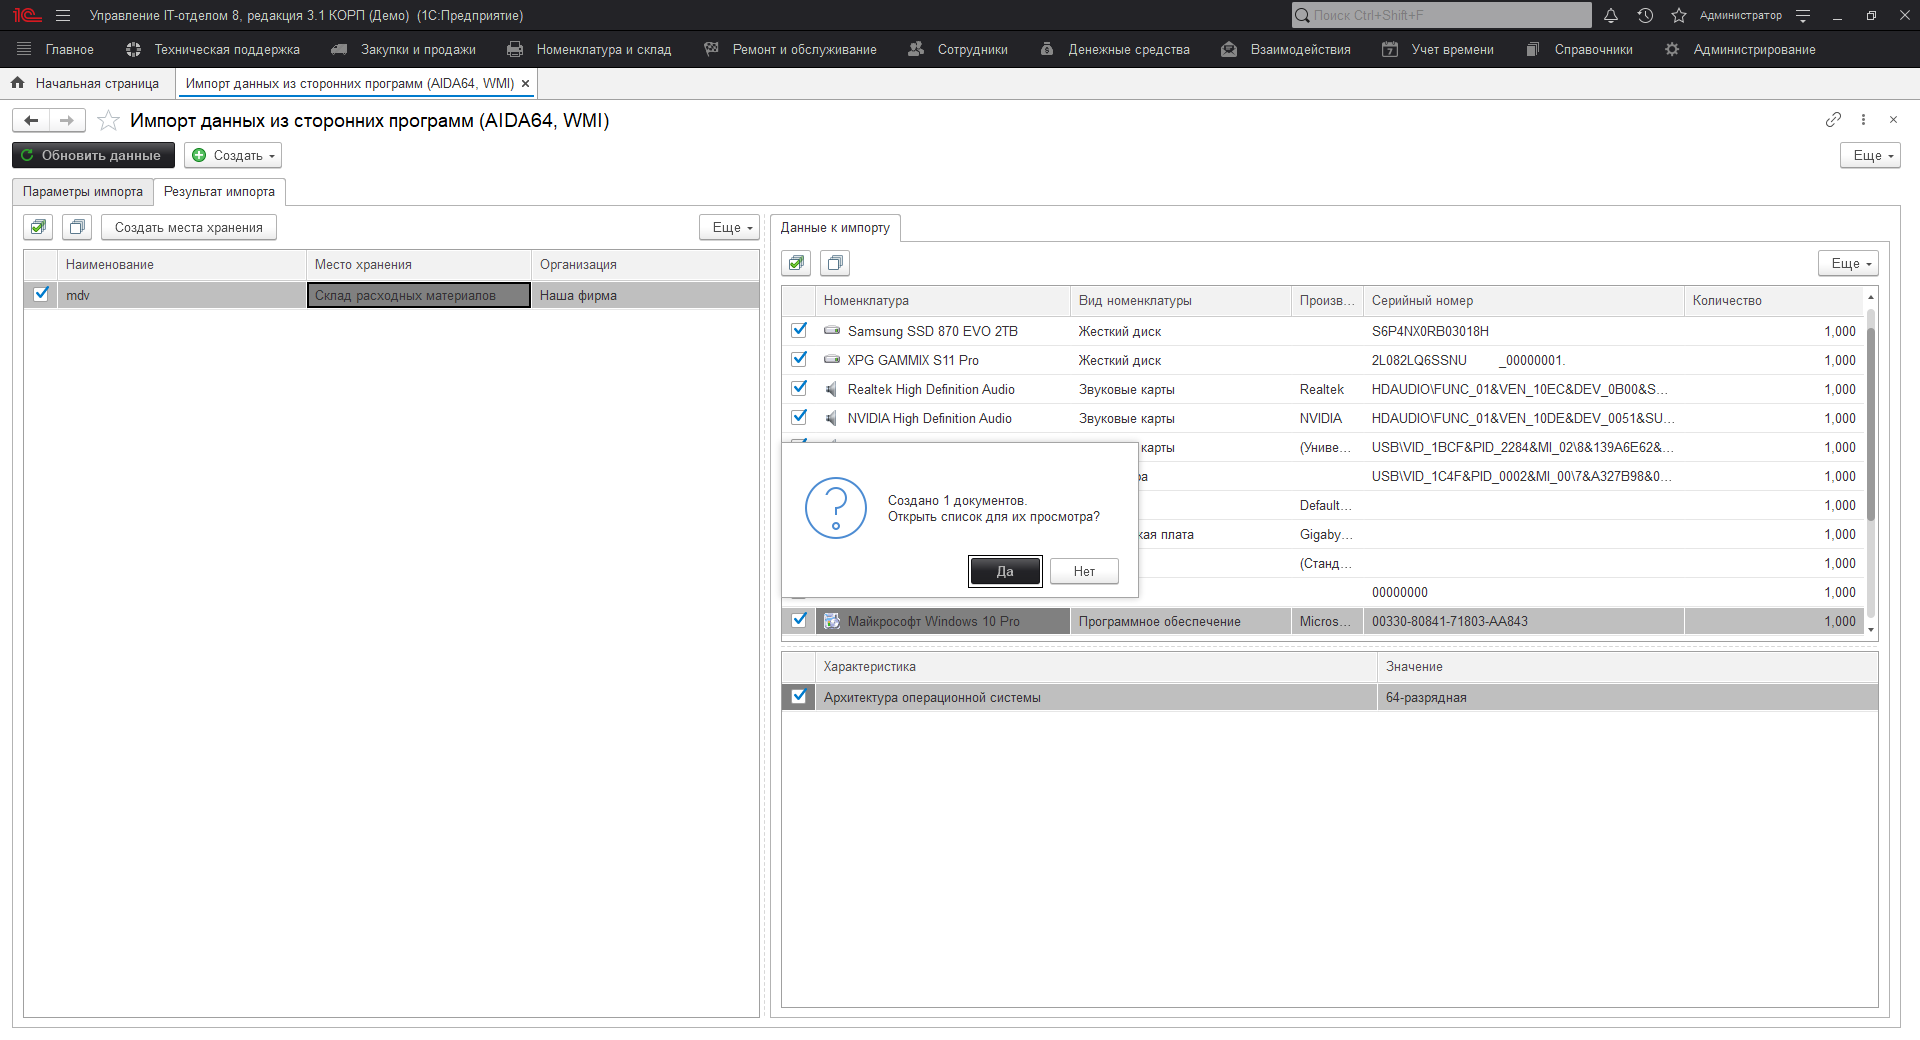 Управление IT-отделом 8, редакция 3.1 КОРП (Демо) (1С:Предприятие)
Поиск Ctrl+Shift+F
Администратор
Главное
Техническая поддержка
Закупки и продажи
Номенклатура и склад
Ремонт и обслуживание
Сотрудники
Денежные средства
Взаимодействия
Учет времени
Справочники
Администрирование
Начальная страница
Импорт данных из сторонних программ (AIDA64, WMI)
Импорт данных из сторонних программ (AIDA64, WMI)
Обновить данные
Создать
Еще
Параметры импорта
Результат импорта
Создать места хранения
Еще
Наименование
Место хранения
Организация
mdv
Склад расходных материалов
Наша фирма
Данные к импорту
Еще
Номенклатура
Вид номенклатуры
Произв...
Серийный номер
Количество
Samsung SSD 870 EVO 2TB
Жесткий диск
S6P4NX0RB03018H
1,000
XPG GAMMIX S11 Pro
Жесткий диск
2L082LQ6SSNU _00000001.
1,000
Realtek High Definition Audio
Звуковые карты
Realtek
HDAUDIO\FUNC_01&VEN_10EC&DEV_0B00&S...
1,000
NVIDIA High Definition Audio
Звуковые карты
NVIDIA
HDAUDIO\FUNC_01&VEN_10DE&DEV_0051&SU...
1,000
карты
(Униве...
USB\VID_1BCF&PID_2284&MI_02\8&139A6E62&...
1,000
ра
USB\VID_1C4F&PID_0002&MI_00\7&A327B98&0...
1,000
Default...
1,000
кая плата
Gigaby...
1,000
(Станд...
1,000
00000000
1,000
Майкрософт Windows 10 Pro
Программное обеспечение
Micros...
00330-80841-71803-AA843
1,000
Создано 1 документов.
Открыть список для их просмотра?
Да
Нет
Характеристика
Значение
Архитектура операционной системы
64-разрядная